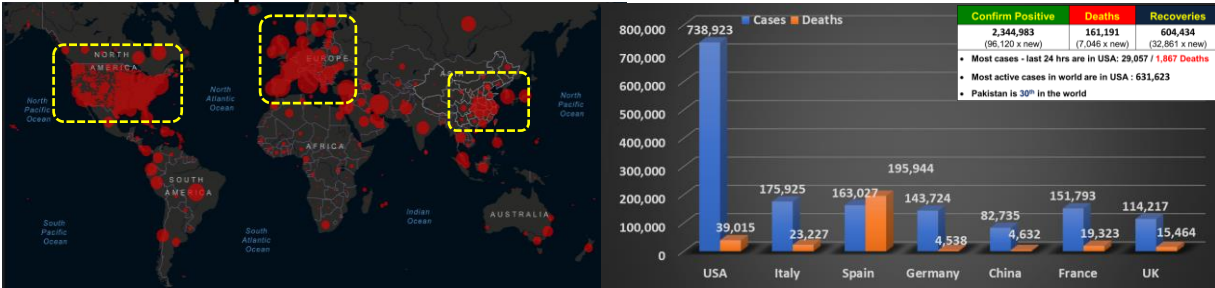 NORTH
AMERICA
EUROPE
North
Pacific
Ocean
North
Atlantic
Ocean
North
Pacific
Ocean
AFRICA
SOUTH
AMERICA
Indian
Ocean
AUSTRALIA
South
Pacific
Ocean
South
Atlantic
Ocean
Cases Deaths
800,000
700,000
600,000
500,000
400,000
300,000
200,000
100,000
0
738,923
39,015
175,925
23,227
163,027
195,944
143,724
4,538
82,735
4,632
151,793
19,323
114,217
15,464
USA Italy Spain Germany China France UK
Confirm Positive Deaths Recoveries
2,344,983 161,191 604,434
(96,120 x new) (7,046 x new) (32,861 x new)
• Most cases - last 24 hrs are in USA: 29,057 / 1,867 Deaths
• Most active cases in world are in USA : 631,623
• Pakistan is 30th in the world